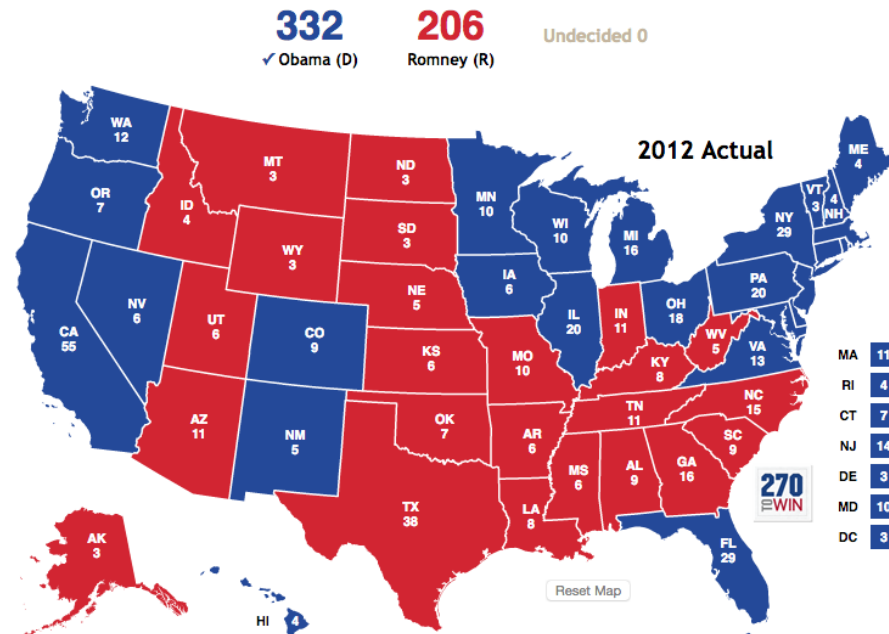 332
206
Undecided 0
✓ Obama (D)
Romney (R)
2012 Actual
WA
12
OR
7
CA
55
NV
6
ID
4
MT
3
WY
3
UT
6
AZ
11
CO
9
NM
5
ND
3
SD
3
NE
5
KS
6
OK
7
TX
38
MN
10
IA
6
MO
10
AR
6
LA
8
WI
10
IL
20
MI
16
IN
11
OH
18
KY
8
TN
11
MS
6
AL
9
GA
16
FL
29
SC
9
NC
15
VA
13
WV
5
PA
20
NY
29
VT
3
4
NH
ME
4
MA 11
RI 4
CT 7
NJ 14
DE 3
MD 10
DC 3
AK
3
HI 4
270
TO WIN
Reset Map